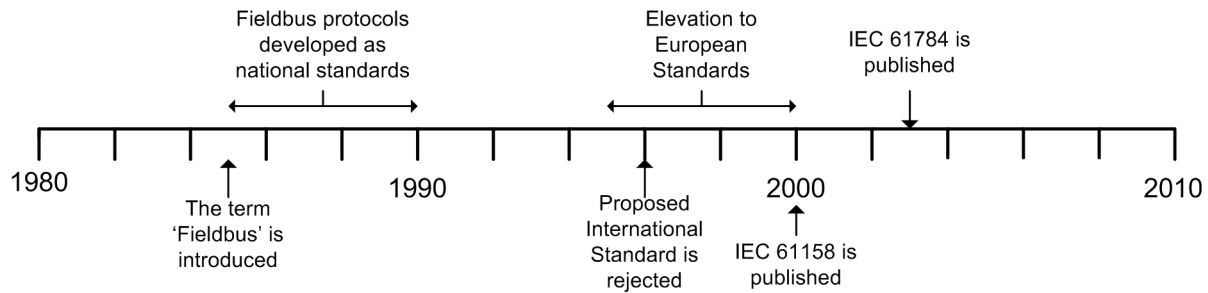 Fieldbus protocols
developed as
national standards
Elevation to
European
Standards
IEC 61784 is
published
1980
1990
2000
2010
The term
‘Fieldbus’ is
introduced
Proposed
International
Standard is
rejected
IEC 61158 is
published